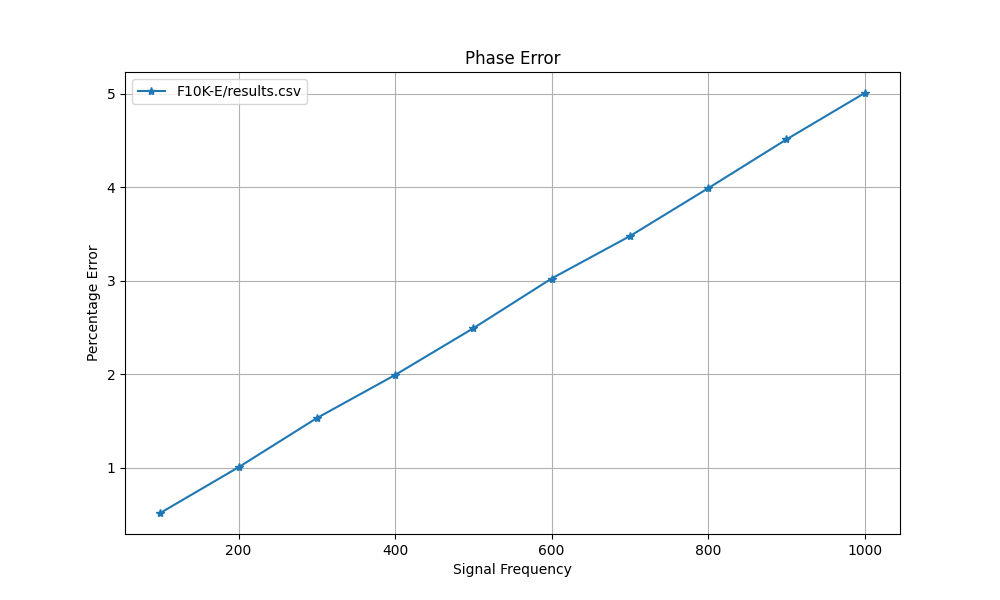 Phase Error
F10K-E/results.csv
Percentage Error
5
4
3
2
1
200 400 600 800 1000
Signal Frequency